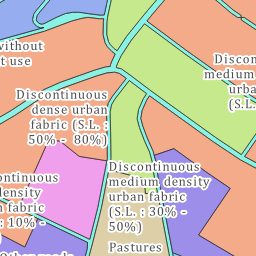 without
t use
Discon
medium
urba
(S.L.
Discontinuous
dense urban
fabric (S.L. :
50% - 80%)
Discontinuous
medium density
urban fabric
(S.L. : 30% -
50%)
ontinuous
density
n fabric
: 10% -
Pastures